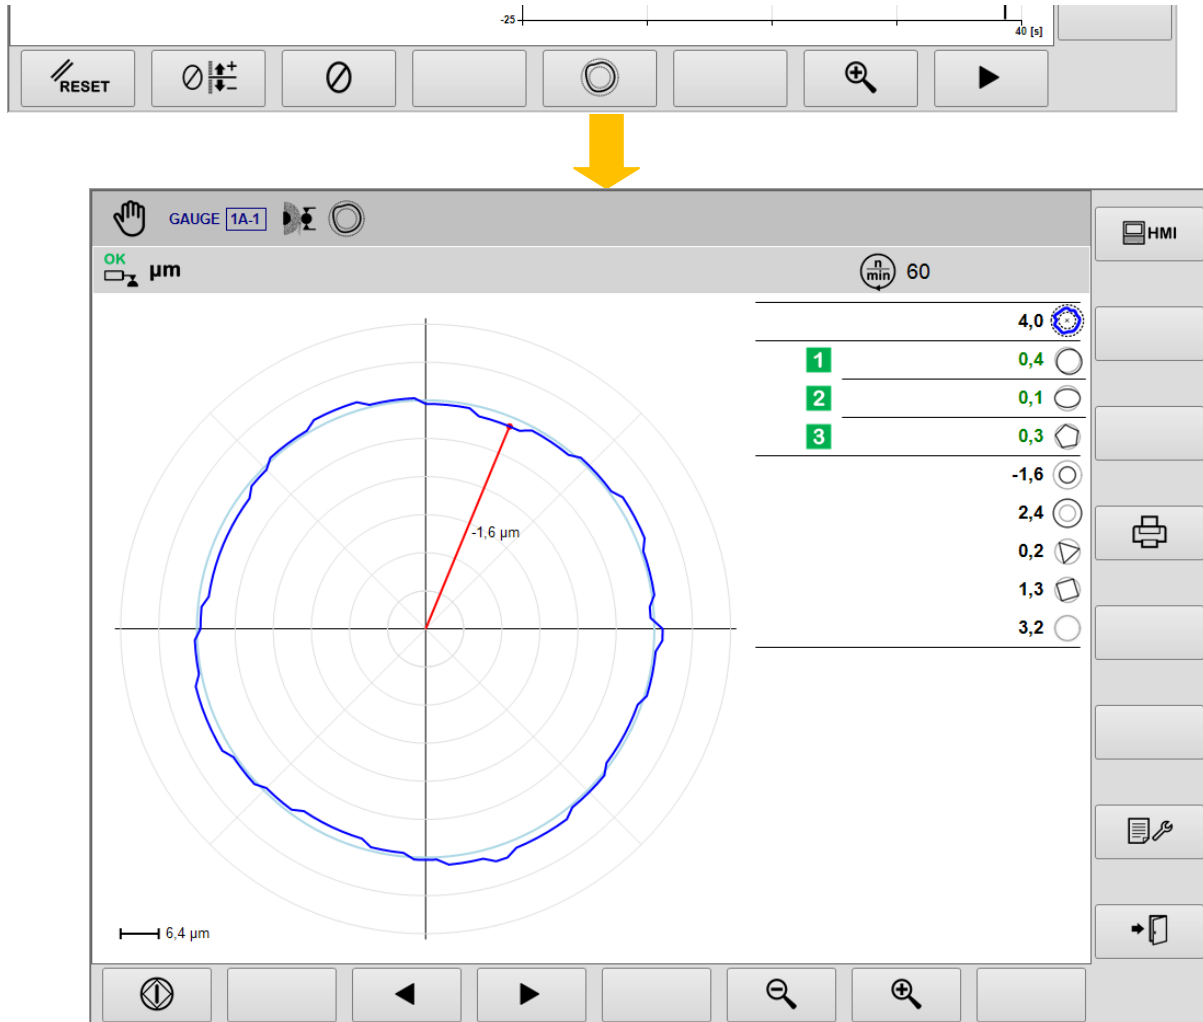 -25
40 [s]
RESET
GAUGE 1A-1
HMI
OK
µm
n
min
60
4,0
1
0,4
2
0,1
3
0,3
-1,6
2,4
-1,6 µm
0,2
1,3
3,2
6,4 µm